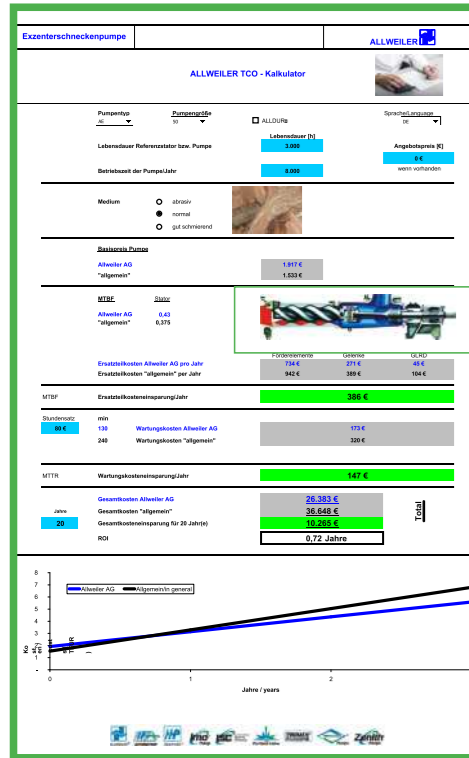 Exzenterschneckenpumpe
ALLWEILER
ALLWEILER TCO - Kalkulator
Pumpentyp Pumpengröße Sprache/Language
AE 50 ALLDUR® DE
Lebensdauer [h]
Lebensdauer Referenzstator bzw. Pumpe 3.000 Angebotspreis [€]
0 €
Betriebszeit der Pumpe/Jahr 8.000 wenn vorhanden
Medium abrasiv
normal
gut schmierend
Basispreis Pumpe
Allweiler AG 1.917 €
"allgemein" 1.533 €
MTBF Stator
Allweiler AG 0,43
"allgemein" 0,375
Förderelemente Gelenke GLRD
Ersatzteilkosten Allweiler AG pro Jahr 734 € 271 € 45 €
Ersatzteilkosten "allgemein" per Jahr 942 € 389 € 104 €
MTBF Ersatzteilkosteneinsparung/Jahr 386 €
Stundensatz min
80 € 130 Wartungskosten Allweiler AG 173 €
240 Wartungskosten "allgemein" 320 €
MTTR Wartungskosteneinsparung/Jahr 147 €
Gesamtkosten Allweiler AG 26.383 €
Jahre Gesamtkosten "allgemein" 36.648 €
20 Gesamtkosteneinsparung für 20 Jahr(e) 10.265 €
Total
ROI 0,72 Jahre
8
7
Allweiler AG Allgemein/in general
6
5
4
3
1
-
0 1 2
Jahre / years
ALLWEILER HP Imo ISC Zenith